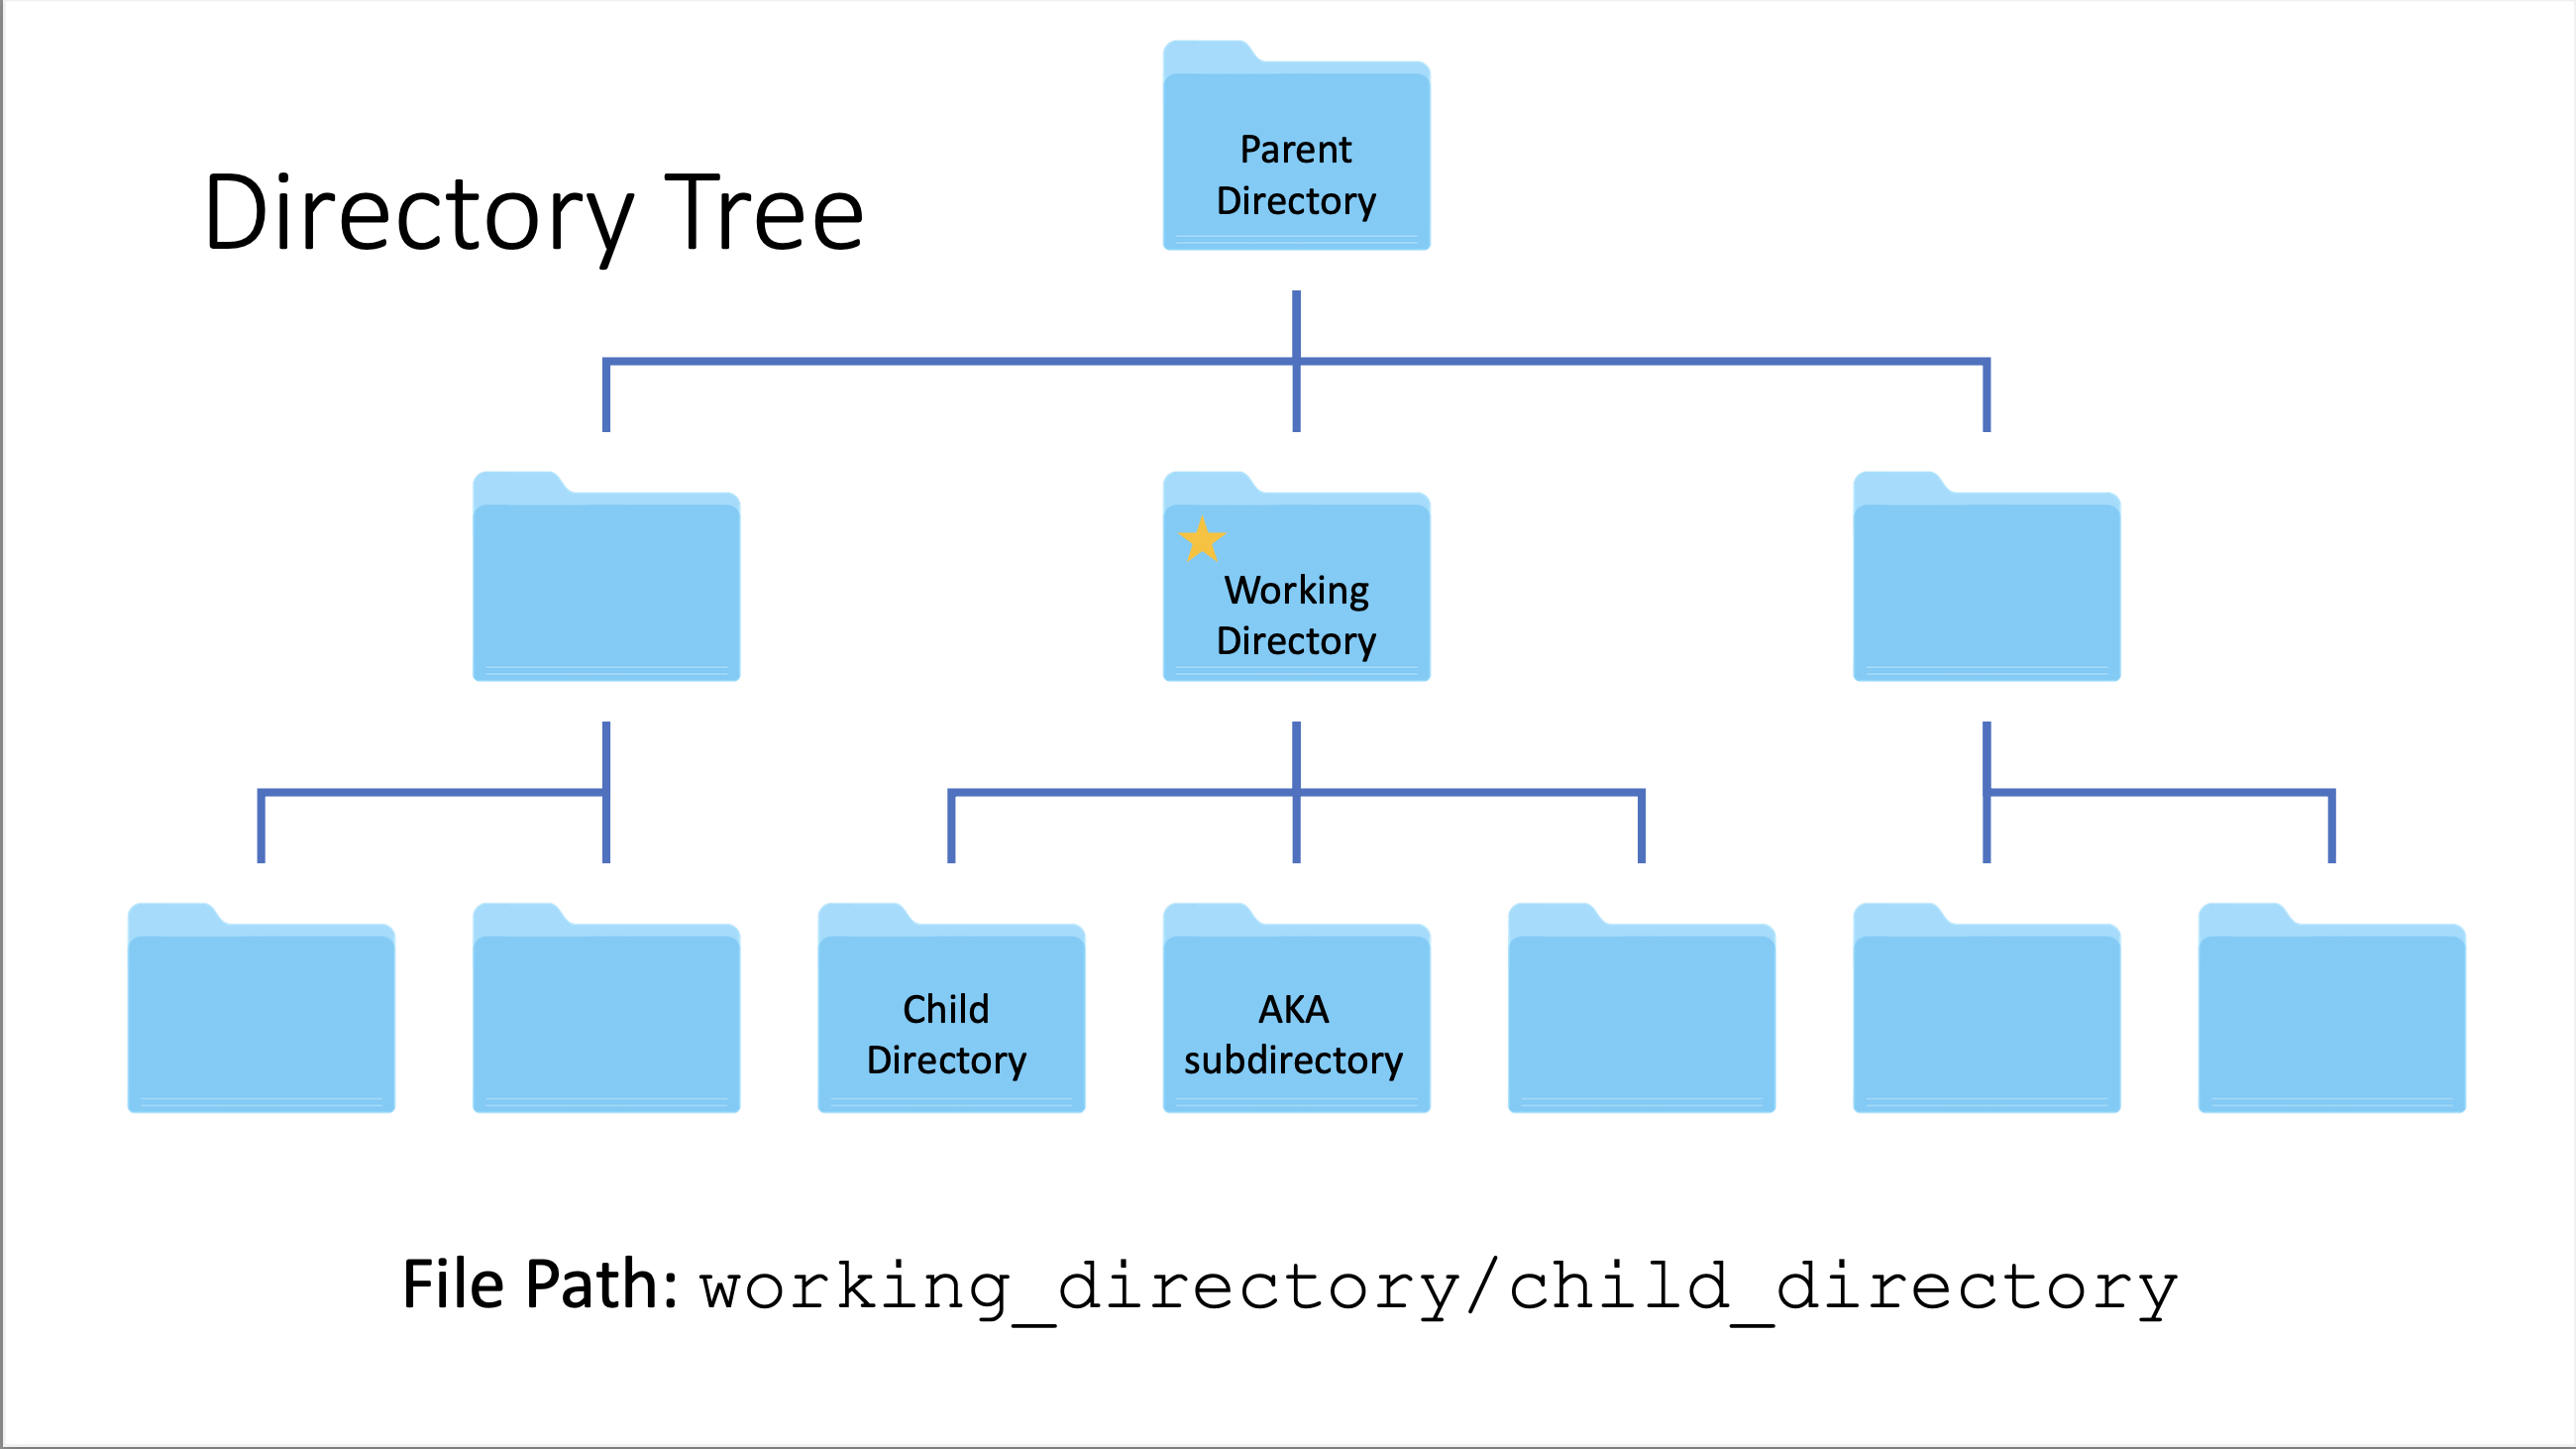 Directory Tree
Parent
Directory
Working
Directory
Child
Directory
AKA
subdirectory
File Path: working_directory/child_directory